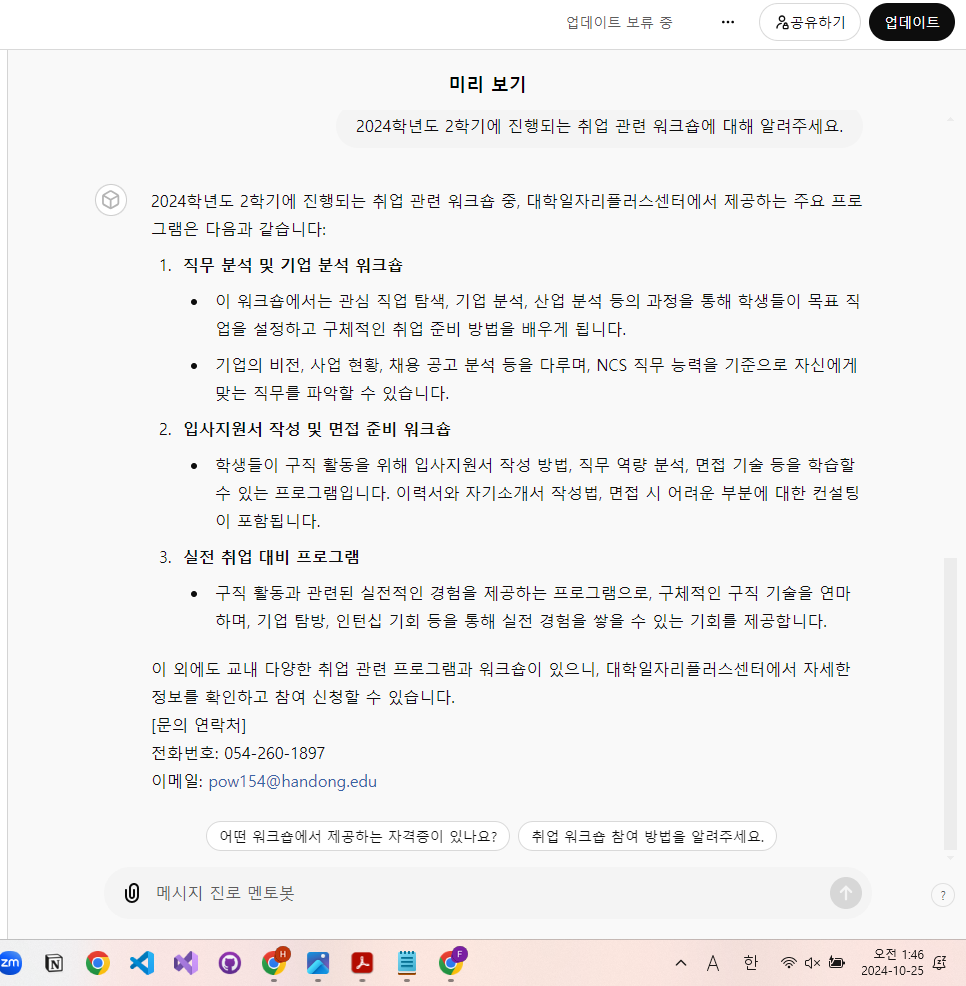 업데이트 보류 중
공유하기
업데이트
미리 보기
2024학년도 2학기에 진행되는 취업 관련 워크숍에 대해 알려주세요.
2024학년도 2학기에 진행되는 취업 관련 워크숍 중, 대학일자리플러스센터에서 제공하는 주요 프로
그램은 다음과 같습니다:
1. 직무 분석 및 기업 분석 워크숍
• 이 워크숍에서는 관심 직업 탐색, 기업 분석, 산업 분석 등의 과정을 통해 학생들이 목표 직
업을 설정하고 구체적인 취업 준비 방법을 배우게 됩니다.
• 기업의 비전, 사업 현황, 채용 공고 분석 등을 다루며, NCS 직무 능력을 기준으로 자신에게
맞는 직무를 파악할 수 있습니다.
2. 입사지원서 작성 및 면접 준비 워크숍
• 학생들이 구직 활동을 위해 입사지원서 작성 방법, 직무 역량 분석, 면접 기술 등을 학습할
수 있는 프로그램입니다. 이력서와 자기소개서 작성법, 면접 시 어려운 부분에 대한 컨설팅
이 포함됩니다.
3. 실전 취업 대비 프로그램
• 구직 활동과 관련된 실전적인 경험을 제공하는 프로그램으로, 구체적인 구직 기술을 연마
하며, 기업 탐방, 인턴십 기회 등을 통해 실전 경험을 쌓을 수 있는 기회를 제공합니다.
이 외에도 교내 다양한 취업 관련 프로그램과 워크숍이 있으니, 대학일자리플러스센터에서 자세한
정보를 확인하고 참여 신청할 수 있습니다.
[문의 연락처]
전화번호: 054-260-1897
이메일: pow154@handong.edu
어떤 워크숍에서 제공하는 자격증이 있나요?
취업 워크숍 참여 방법을 알려주세요.
메시지 진로 멘토봇
?
zm
N
H
F
A
한
오전 1:46
2024-10-25